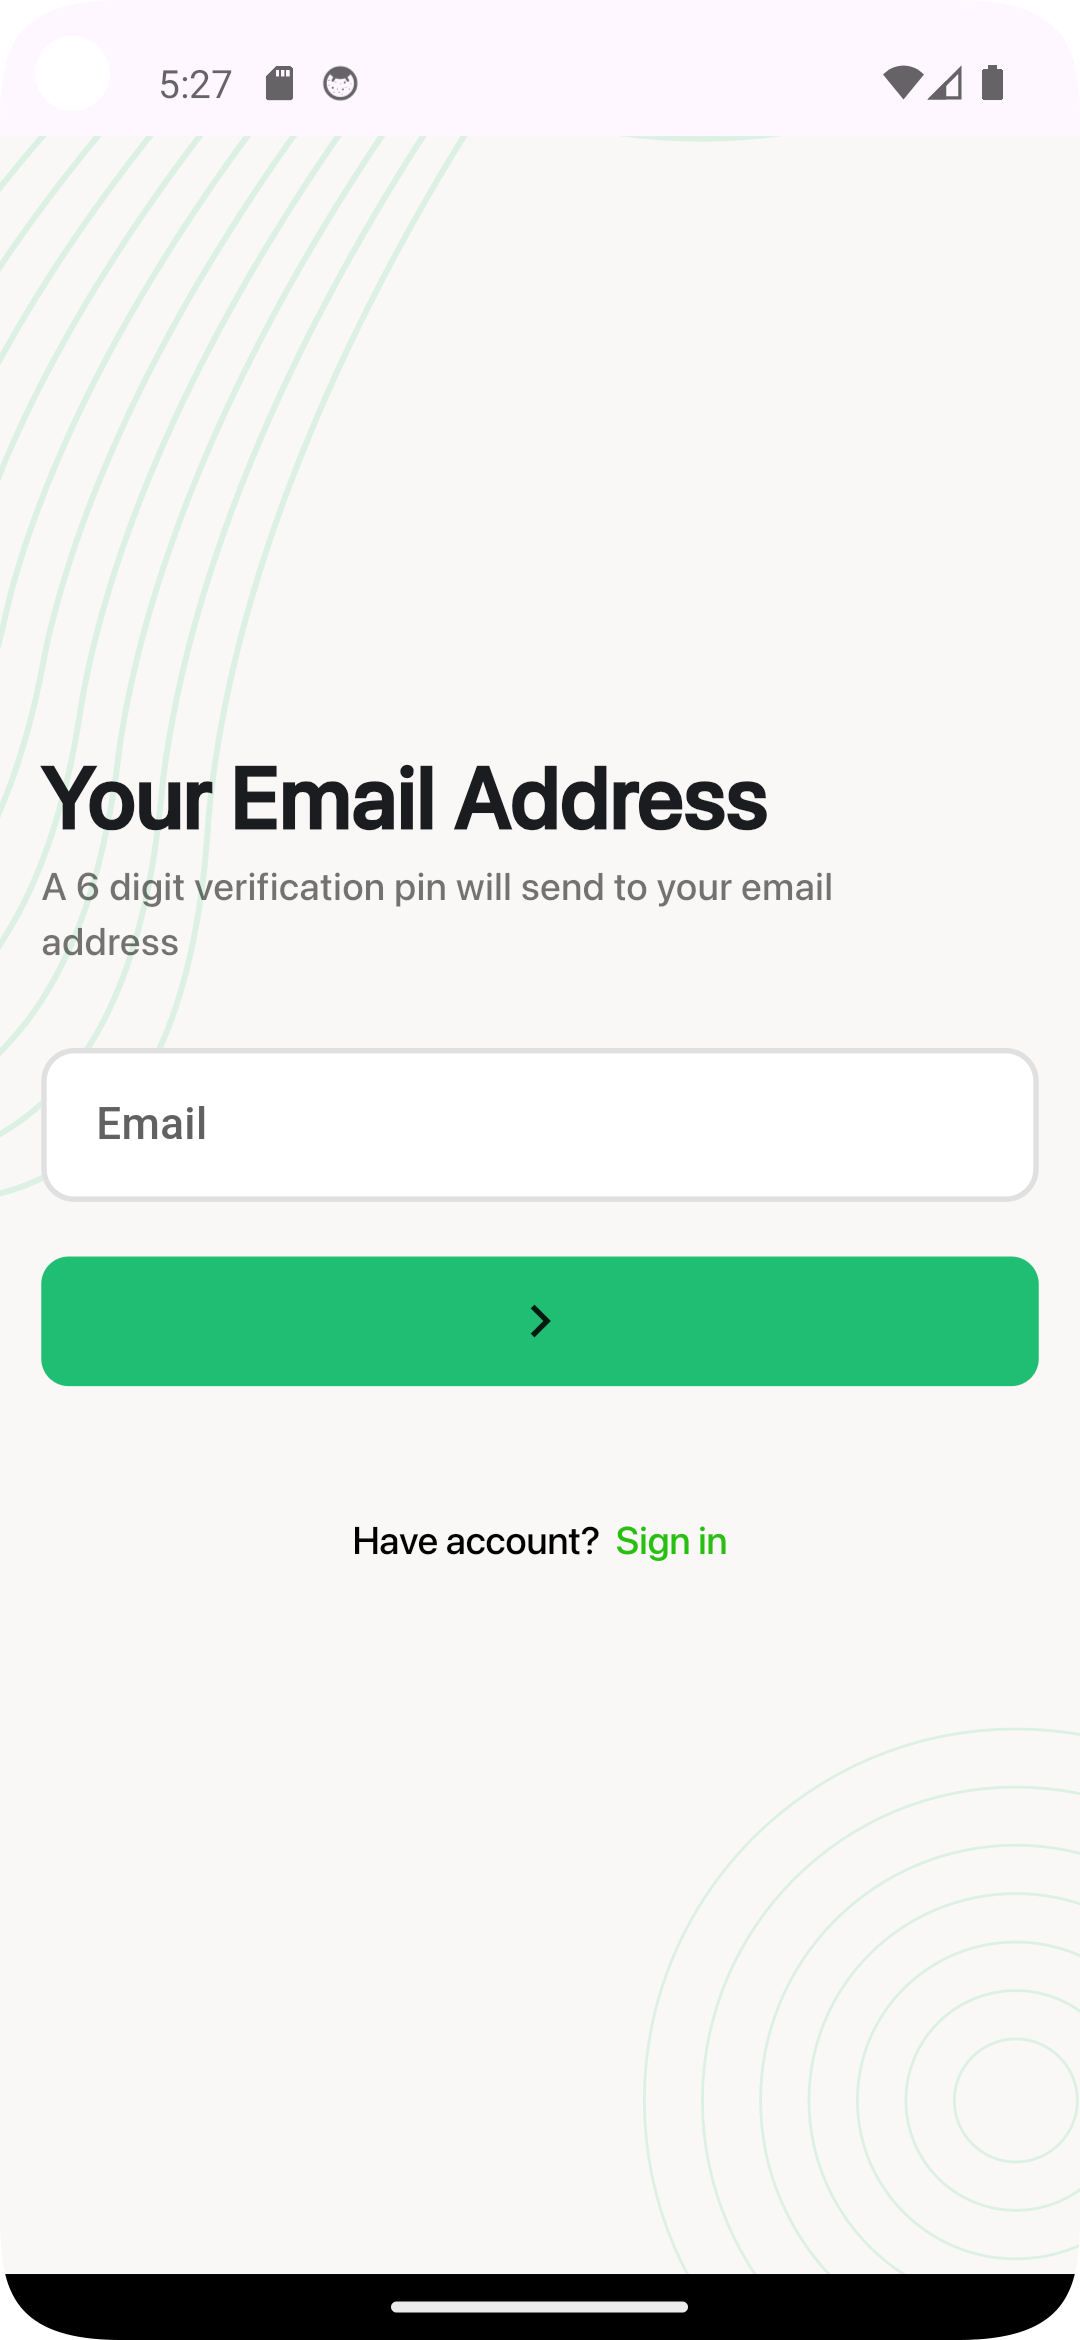 5:27
Your Email Address
A 6 digit verification pin will send to your email
address
Email
Have account? Sign in